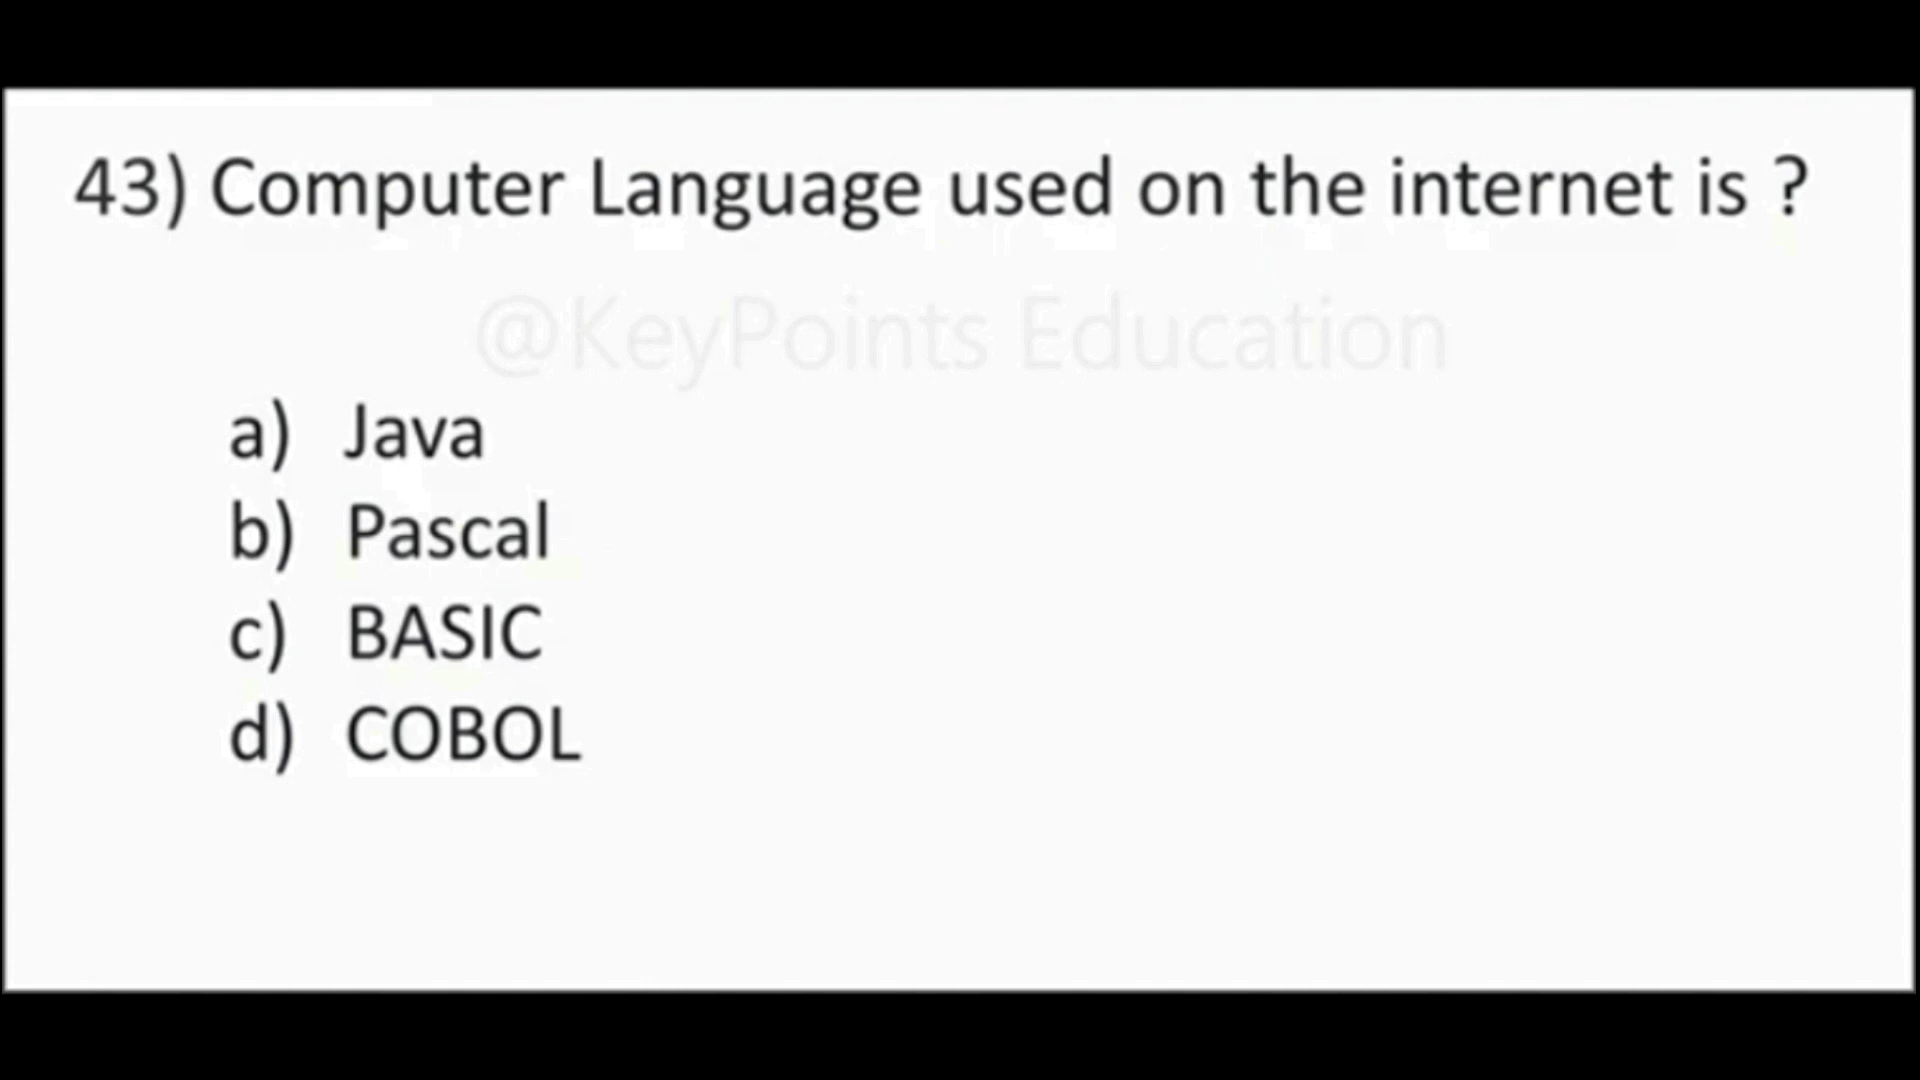 43) Computer Language used on the internet is ?
@KeyPoints Education
a) Java
b) Pascal
c) BASIC
d) COBOL